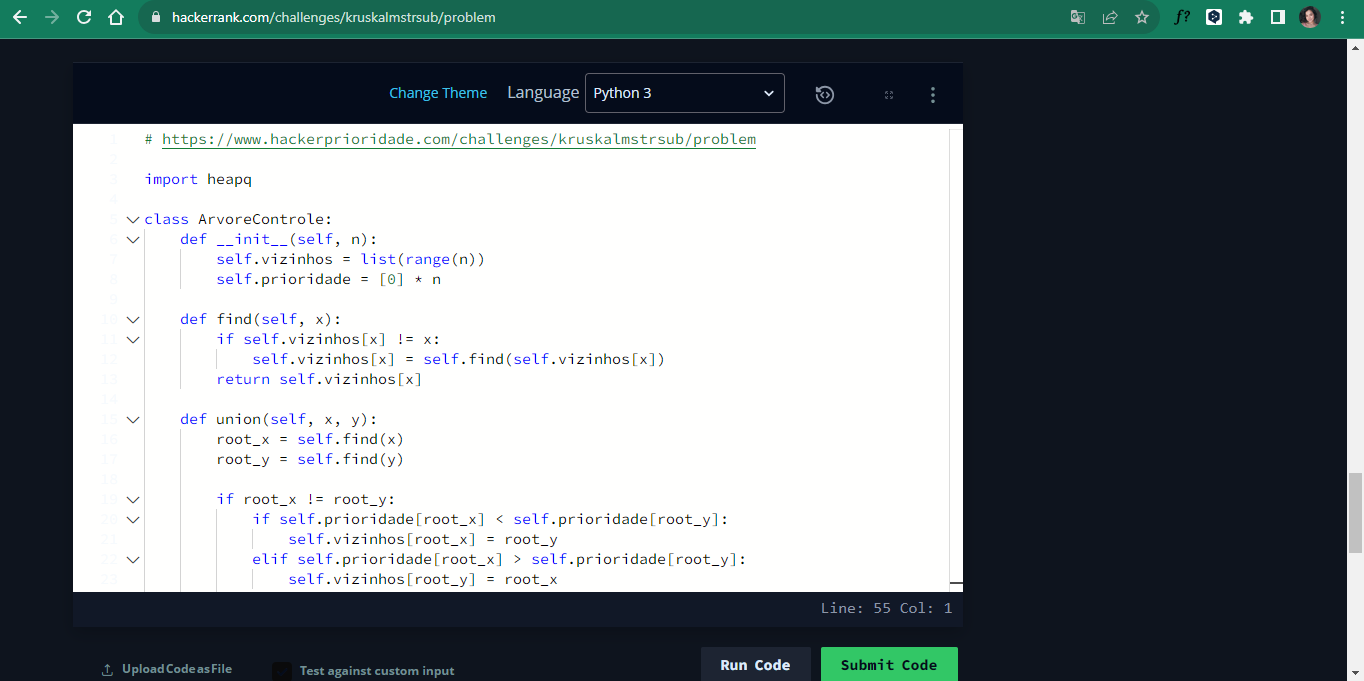 hackerrank.com/challenges/kruskalmstrsub/problem
f?
Change Theme Language Python 3
1 # https://www.hackerprioridade.com/challenges/kruskalmstrsub/problem
2
3 import heapq
4
5 class ArvoreControle:
6 def __init__(self, n):
7 self.vizinhos = list(range(n))
8 self.prioridade = [0] * n
9
10 def find(self, x):
11 if self.vizinhos[x] != x:
12 self.vizinhos[x] = self.find(self.vizinhos[x])
13 return self.vizinhos[x]
14
15 def union(self, x, y):
16 root_x = self.find(x)
17 root_y = self.find(y)
18
19 if root_x != root_y:
20 if self.prioridade[root_x] < self.prioridade[root_y]:
21 self.vizinhos[root_x] = root_y
22 elif self.prioridade[root_x] > self.prioridade[root_y]:
23 self.vizinhos[root_y] = root_x
Line: 55 Col: 1
Upload Code as File Test against custom input Run Code Submit Code